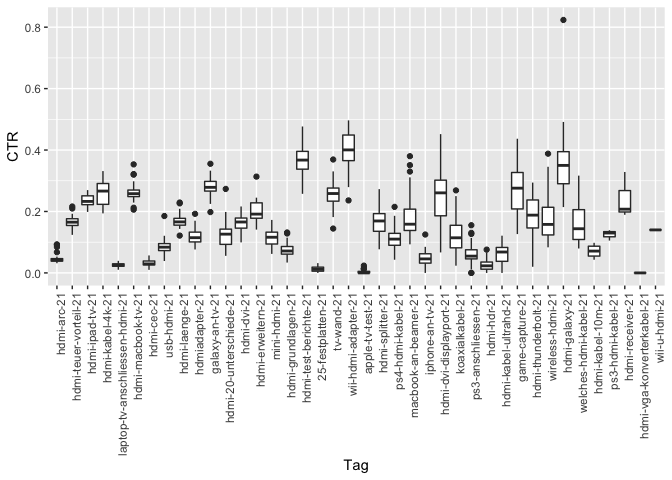 0.8
0.6
0.4
0.2
0.0
CTR
hdmi-arc-21
hdmi-teuer-vorteil-21
hdmi-ipad-tv-21
hdmi-kabel-4k-21
laptop-tv-anschliessen-hdmi-21
hdmi-macbook-tv-21
hdmi-cec-21
usb-hdmi-21
hdmi-laenge-21
hdmiadapter-21
galaxy-an-tv-21
hdmi-20-unterschiede-21
hdmi-dvi-21
hdmi-erweitern-21
mini-hdmi-21
hdmi-grundlagen-21
hdmi-test-berichte-21
25-festplatten-21
tv-wand-21
wii-hdmi-adapter-21
apple-tv-test-21
hdmi-splitter-21
ps4-hdmi-kabel-21
macbook-an-beamer-21
iphone-an-tv-21
hdmi-dvi-displayport-21
koaxialkabel-21
ps3-anschliessen-21
hdmi-hdr-21
hdmi-kabel-ultrahd-21
game-capture-21
hdmi-thunderbolt-21
wireless-hdmi-21
hdmi-galaxy-21
welches-hdmi-kabel-21
hdmi-kabel-10m-21
ps3-hdmi-kabel-21
hdmi-receiver-21
hdmi-vga-konverterkabel-21
wii-u-hdmi-21
Tag